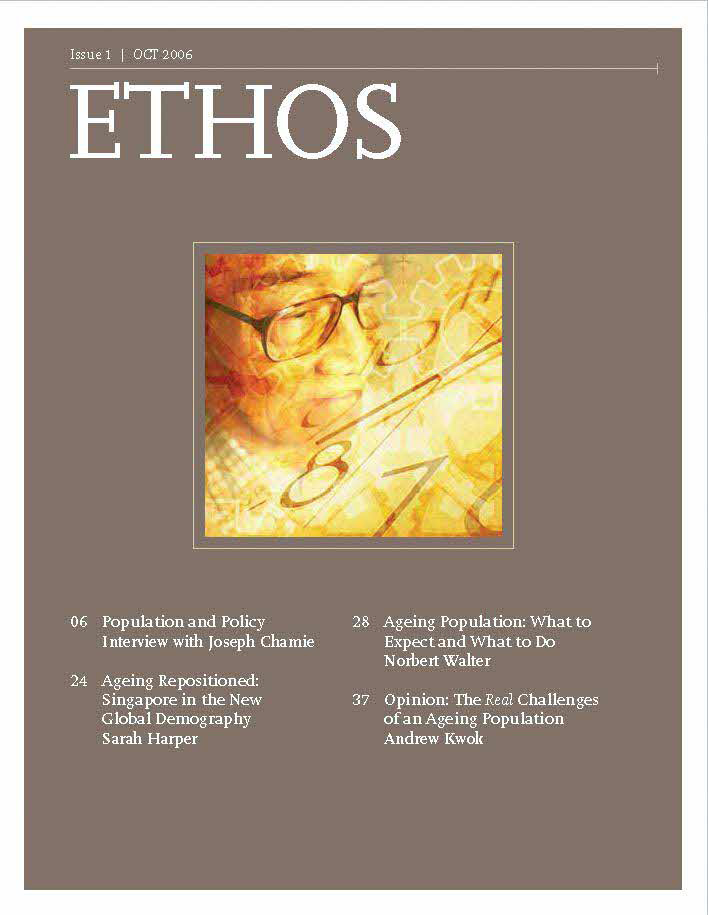 Issue 1 | OCT 2006
ETHOS
8 7
06 Population and Policy
Interview with Joseph Chamie
24 Ageing Repositioned:
Singapore in the New
Global Demography
Sarah Harper
28 Ageing Population: What to
Expect and What to Do
Norbert Walter
37 Opinion: The Real Challenges
of an Ageing Population
Andrew Kwok